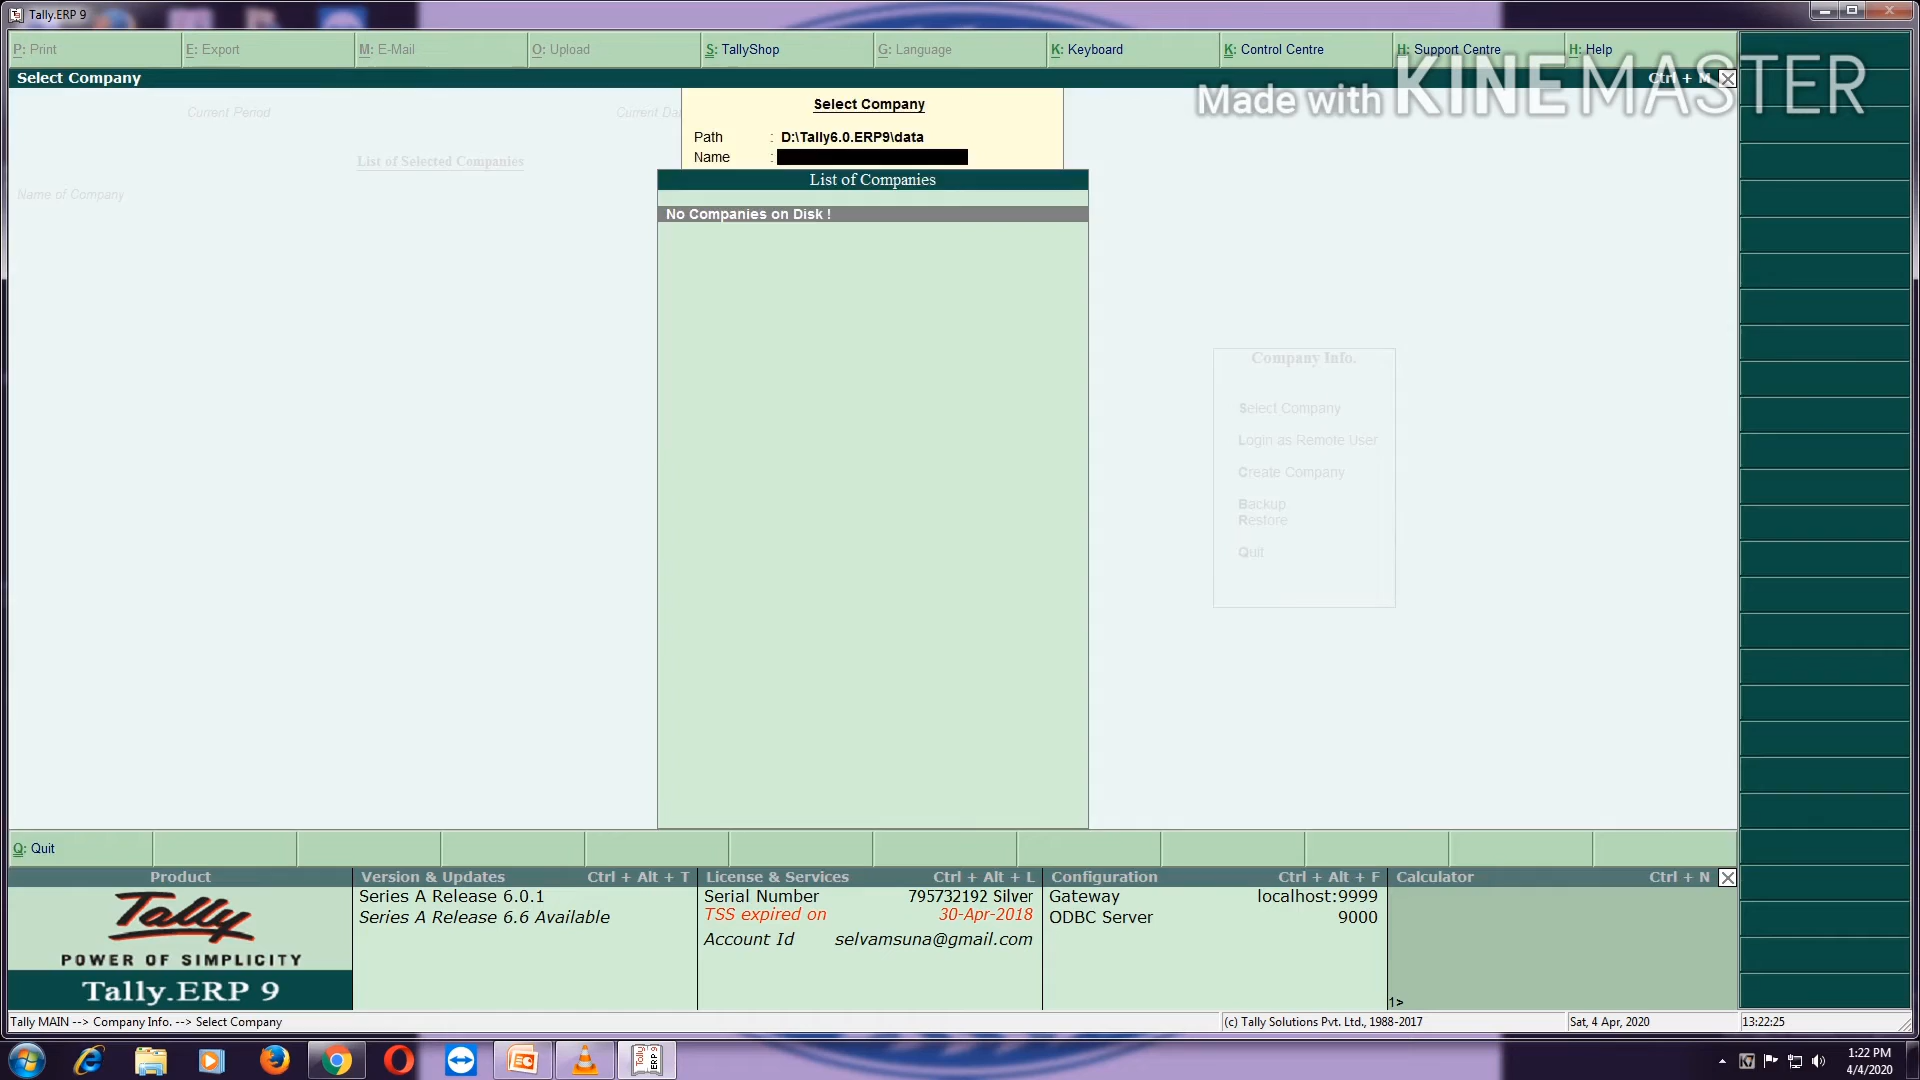 Tally.ERP 9
P: Print E: Export M: E-Mail O: Upload S: TallyShop G: Language K: Keyboard K: Control Centre H: Support Centre H: Help
Select Company Ctrl + M
Made with KINEMASTER
Current Period Current Da
Select Company
Path : D:\Tally6.0.ERP9\data
Name :
List of Selected Companies
List of Companies
Name of Company
No Companies on Disk !
Company Info.
Select Company
Login as Remote User
Create Company
Backup
Restore
Quit
Q: Quit
Product Version & Updates Ctrl + Alt + T License & Services Ctrl + Alt + L Configuration Ctrl + Alt + F Calculator Ctrl + N
Tally
POWER OF SIMPLICITY
Tally.ERP 9
Series A Release 6.0.1
Series A Release 6.6 Available
Serial Number 795732192 Silver
TSS expired on 30-Apr-2018
Account Id selvamsuna@gmail.com
Gateway localhost:9999
ODBC Server 9000
1>
Tally MAIN --> Company Info. --> Select Company (c) Tally Solutions Pvt. Ltd., 1988-2017 Sat, 4 Apr, 2020 13:22:25
1:22 PM
4/4/2020